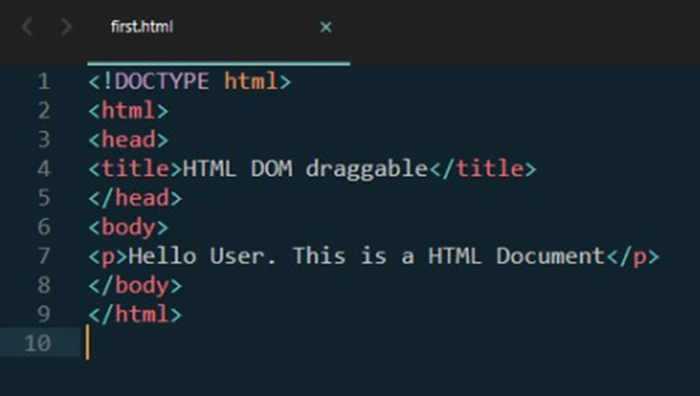 first.html ×
1 <!DOCTYPE html>
2 <html>
3 <head>
4 <title>HTML DOM draggable</title>
5 </head>
6 <body>
7 <p>Hello User. This is a HTML Document</p>
8 </body>
9 </html>
10